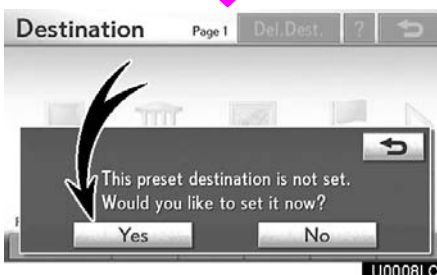 Destination Page 1 Del.Dest. ?
This preset destination is not set.
Would you like to set it now?
Yes No
U0008LC